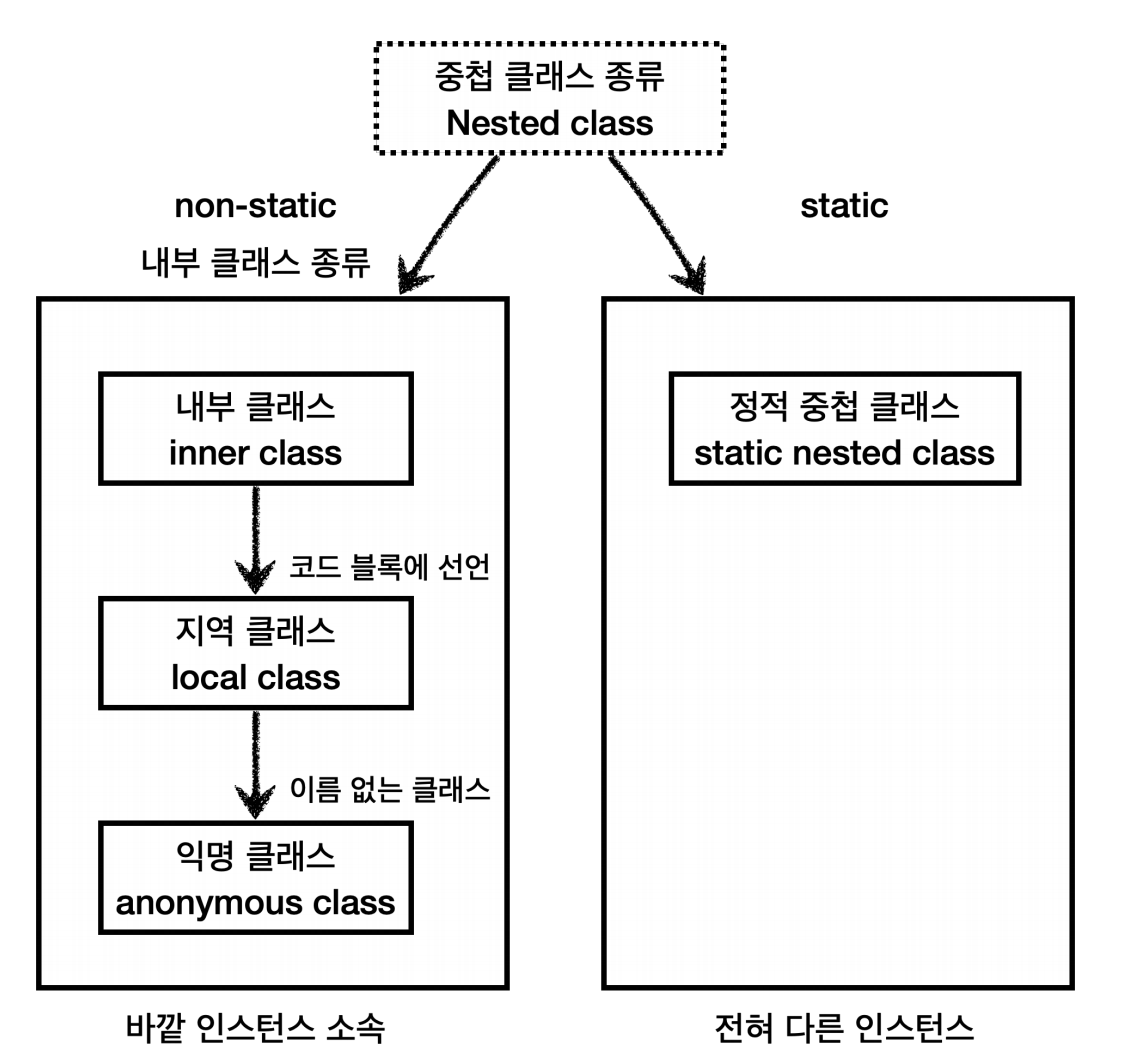 중첩 클래스 종류
Nested class
non-static
내부 클래스 종류
static
내부 클래스
inner class
코드 블록에 선언
지역 클래스
local class
이름 없는 클래스
익명 클래스
anonymous class
바깥 인스턴스 소속
정적 중첩 클래스
static nested class
전혀 다른 인스턴스